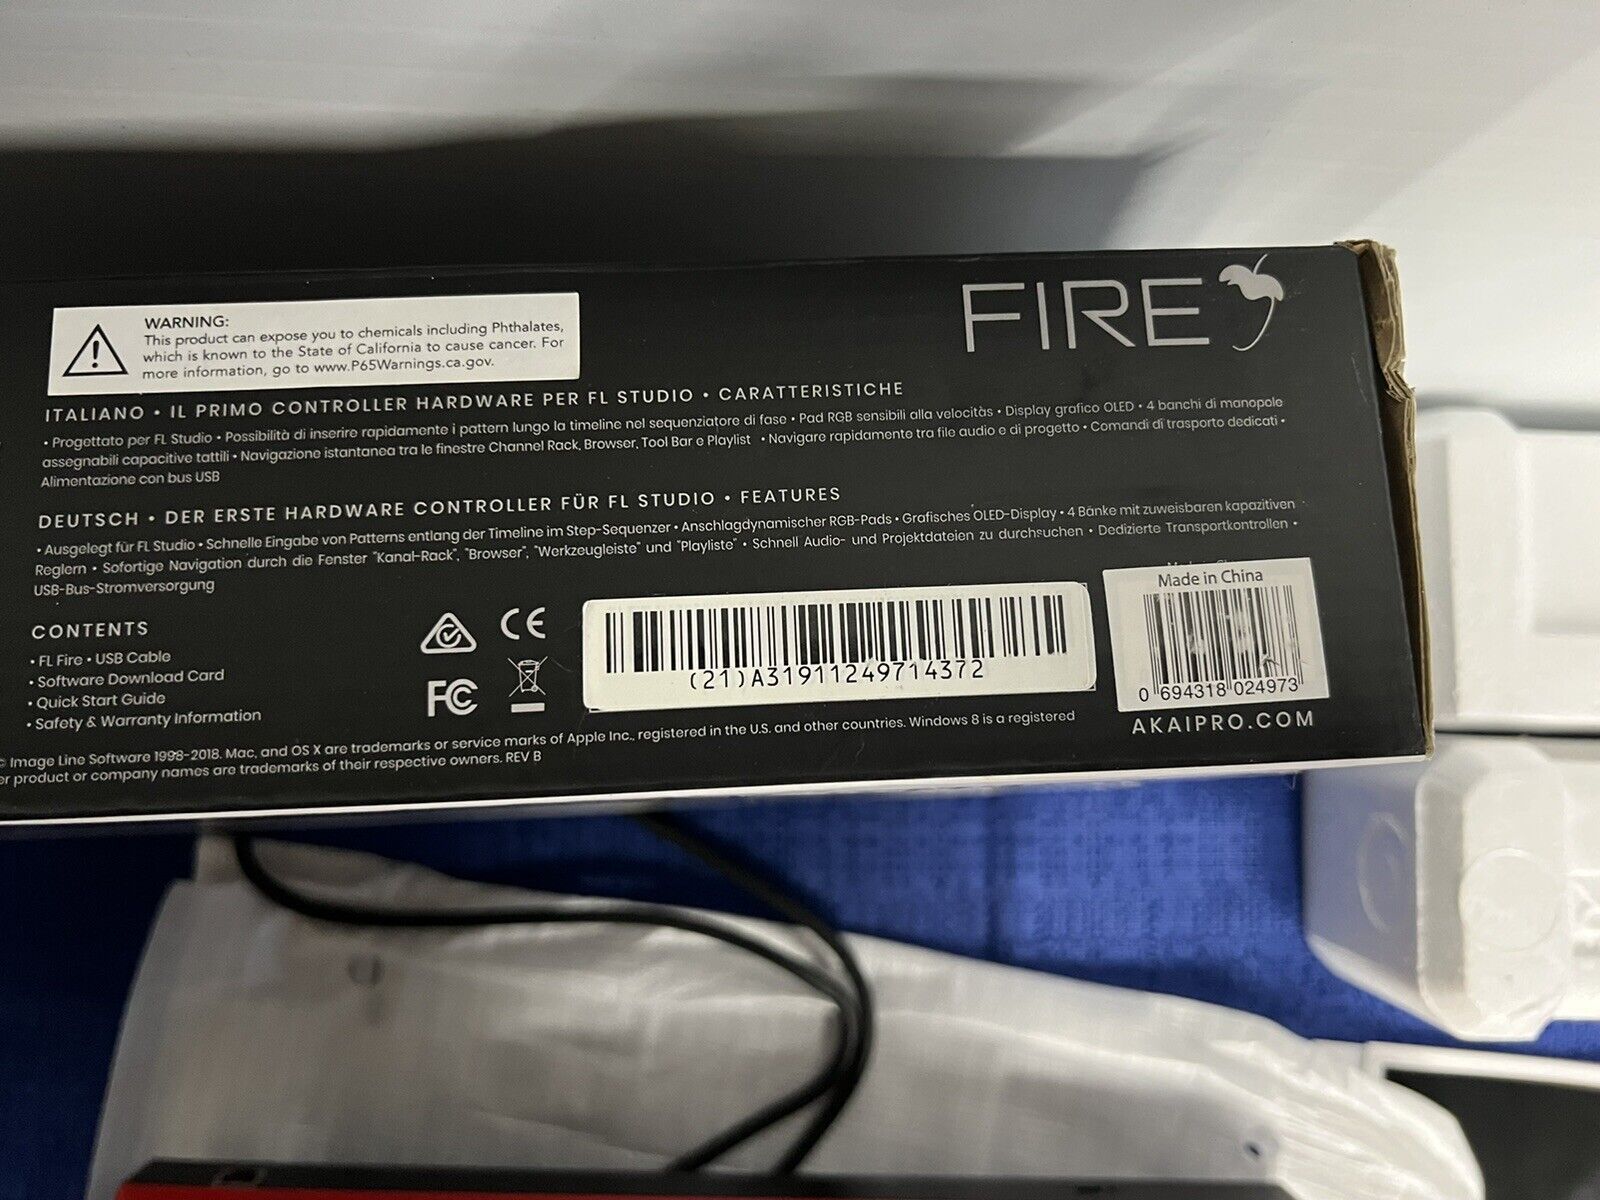 FIRE
WARNING:
This product can expose you to chemicals including Phthalates,
which is known to the State of California to cause cancer. For
more information, go to www.P65Warnings.ca.gov.
ITALIANO • IL PRIMO CONTROLLER HARDWARE PER FL STUDIO • CARATTERISTICHE
• Progettato per FL Studio • Possibilità di inserire rapidamente i pattern lungo la timeline nel sequenziatore di fase • Pad RGB sensibili alla velocitàs • Display grafico OLED • 4 banchi di manopole
assegnabili capacitive tattili • Navigazione istantanea tra le finestre Channel Rack, Browser, Tool Bar e Playlist • Navigare rapidamente tra file audio e di progetto • Comandi di trasporto dedicati •
Alimentazione con bus USB
DEUTSCH • DER ERSTE HARDWARE CONTROLLER FÜR FL STUDIO • FEATURES
• Ausgelegt für FL Studio • Schnelle Eingabe von Patterns entlang der Timeline im Step-Sequenzer • Anschlagdynamischer RGB-Pads • Grafisches OLED-Display • 4 Bänke mit zuweisbaren kapazitiven
Reglern • Sofortige Navigation durch die Fenster "Kanal-Rack", "Browser", "Werkzeugleiste" und "Playliste" • Schnell Audio- und Projektdateien zu durchsuchen • Dedizierte Transportkontrollen •
USB-Bus-Stromversorgung
CONTENTS
• FL Fire • USB Cable
• Software Download Card
• Quick Start Guide
• Safety & Warranty Information
CE
FC
(21)A31911249714372
Made in China
0 694318 024973
AKAIPRO.COM
© Image Line Software 1998-2018. Mac, and OS X are trademarks or service marks of Apple Inc., registered in the U.S. and other countries. Windows 8 is a registered
product or company names are trademarks of their respective owners. REV B